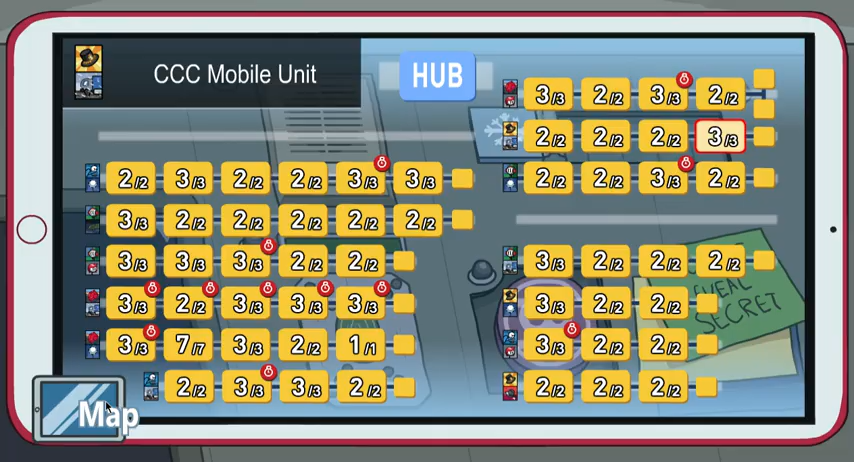 CCC Mobile Unit
HUB
3/3 2/2 3/3 2/2
2/2 2/2 2/2 3/3
2/2 2/2 3/3 2/2
2/2 3/3 2/2 2/2 3/3 3/3
3/3 2/2 2/2 2/2 2/2 2/2
3/3 3/3 3/3 2/2 2/2
3/3 2/2 3/3 3/3 3/3
3/3 7/7 3/3 2/2 1/1
2/2 3/3 3/3 2/2
3/3 2/2 2/2 2/2
3/3 2/2 2/2
3/3 2/2 2/2
2/2 2/2 2/2
SECRET
Map